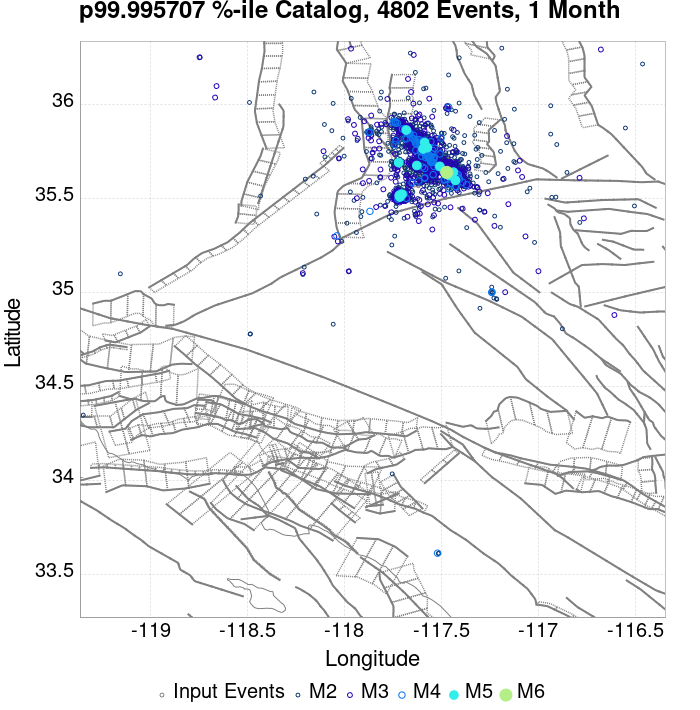 p99.995707 %-ile Catalog, 4802 Events, 1 Month
36
35.5
35
34.5
34
33.5
Latitude
-119 -118.5 -118 -117.5 -117 -116.5
Longitude
Input Events M2 M3 M4 M5 M6